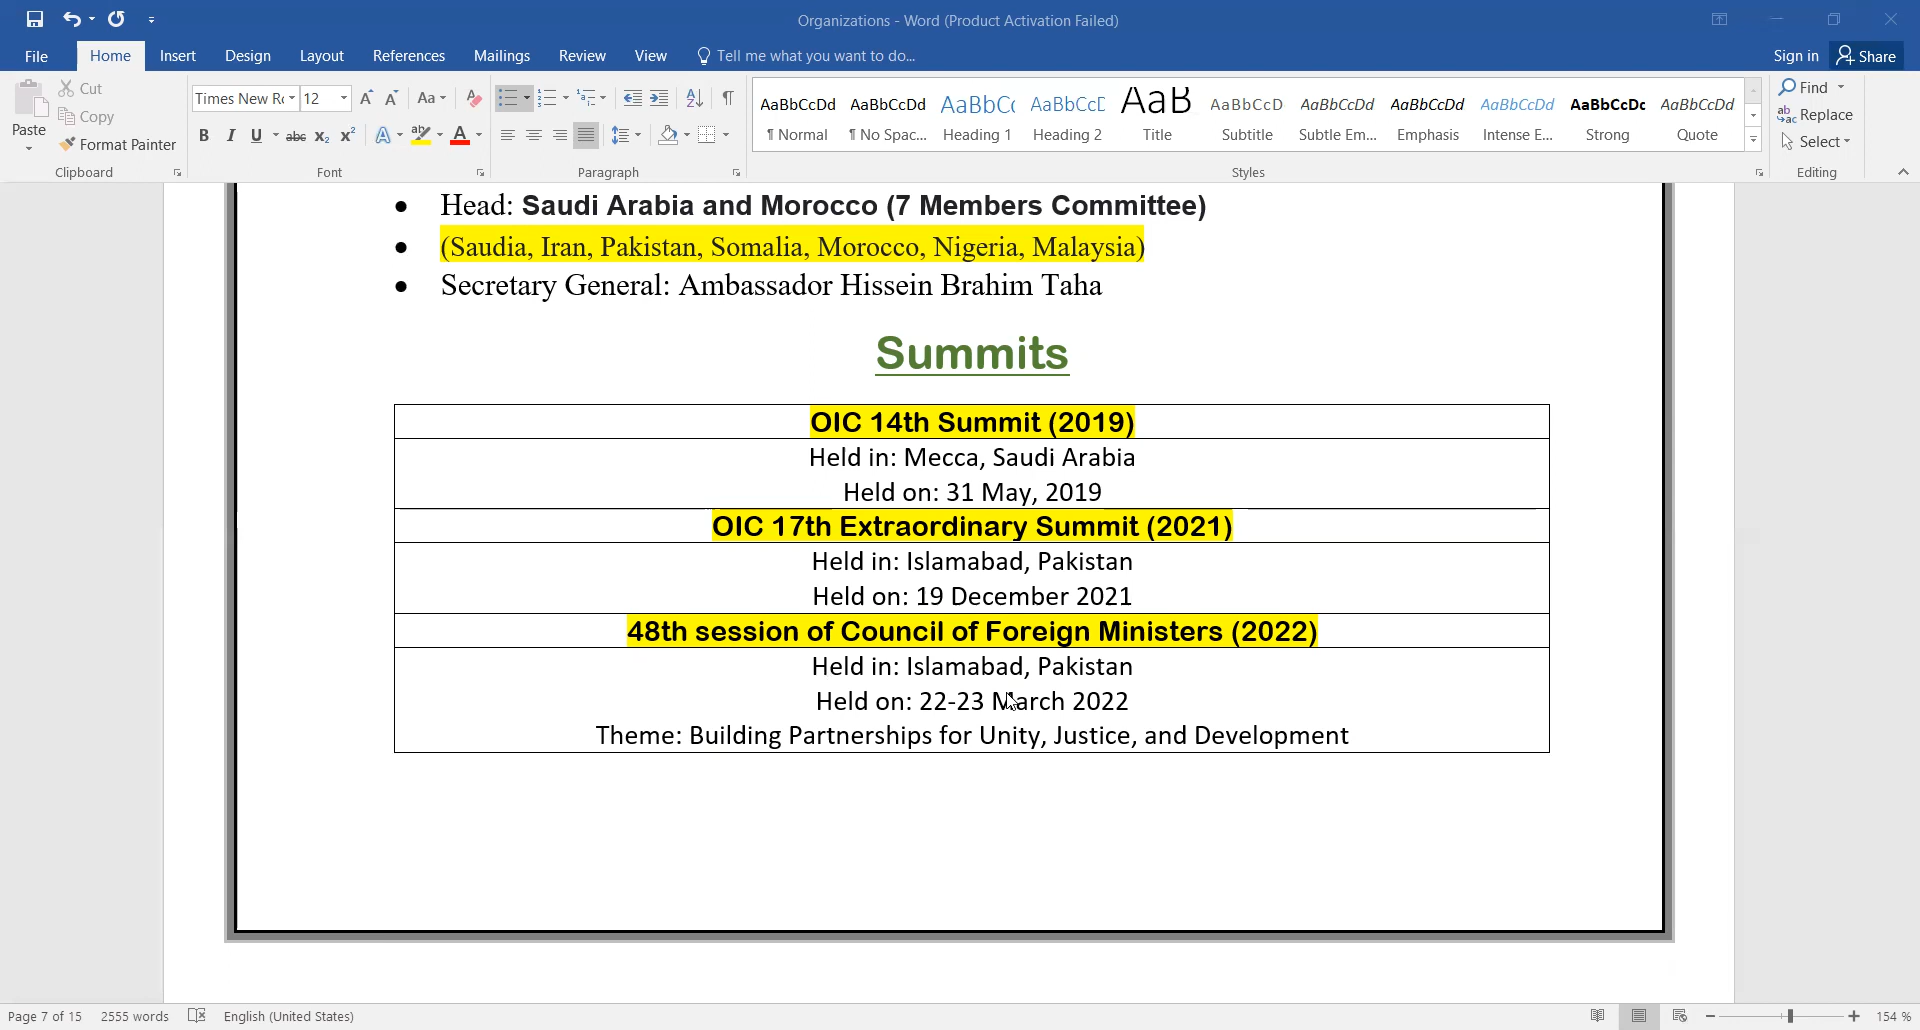 Organizations - Word (Product Activation Failed)
File Home Insert Design Layout References Mailings Review View Tell me what you want to do... Sign in Share
Cut
Copy
Format Painter
Paste
Times New Ro 12 Aa
B I U abc X₂ X² A A
AaBbCcDd AaBbCcDd AaBbCc AaBbCcD AaB AaBbCcD AaBbCcDd AaBbCcDd AaBbCcDd AaBbCcDc AaBbCcDd
¶ Normal ¶ No Spac... Heading 1 Heading 2 Title Subtitle Subtle Em... Emphasis Intense E... Strong Quote
Find
Replace
Select
Clipboard Font Paragraph Styles Editing
• Head: Saudi Arabia and Morocco (7 Members Committee)
• (Saudia, Iran, Pakistan, Somalia, Morocco, Nigeria, Malaysia)
• Secretary General: Ambassador Hissein Brahim Taha
Summits
OIC 14th Summit (2019)
Held in: Mecca, Saudi Arabia
Held on: 31 May, 2019
OIC 17th Extraordinary Summit (2021)
Held in: Islamabad, Pakistan
Held on: 19 December 2021
48th session of Council of Foreign Ministers (2022)
Held in: Islamabad, Pakistan
Held on: 22-23 March 2022
Theme: Building Partnerships for Unity, Justice, and Development
Page 7 of 15 2555 words English (United States) 154 %